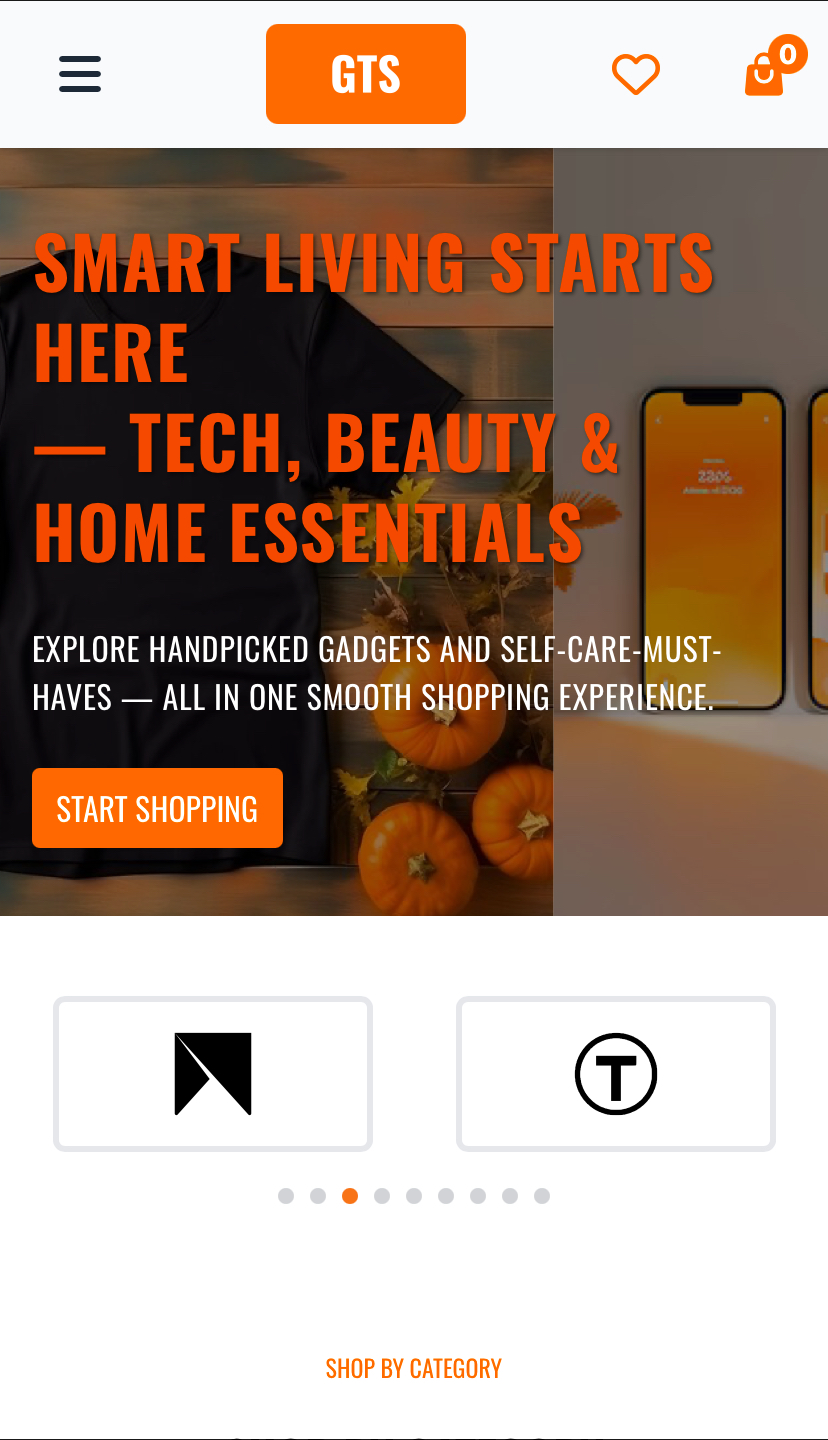 GTS
0
SMART LIVING STARTS
HERE
— TECH, BEAUTY &
HOME ESSENTIALS
EXPLORE HANDPICKED GADGETS AND SELF-CARE-MUST-
HAVES — ALL IN ONE SMOOTH SHOPPING EXPERIENCE.
START SHOPPING
T
SHOP BY CATEGORY